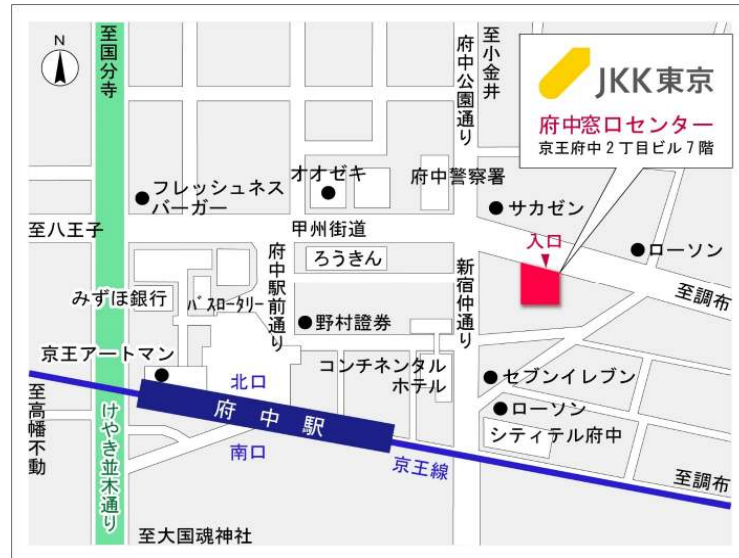 N
至国分寺
府中公園通り
至小金井
JKK東京
府中窓口センター
京王府中2丁目ビル7階
オオゼキ
府中警察署
フレッシュネス
バーガー
サカゼン
至八王子
甲州街道
入口
ローソン
府中駅前通り
ろうきん
新宿仲通り
至調布
みずほ銀行
バスロータリー
野村證券
京王アートマン
コンチネンタル
ホテル
セブンイレブン
北口
ローソン
至高幡不動
けやき並木通り
府中駅
シティテル府中
南口
京王線
至調布
至大国魂神社